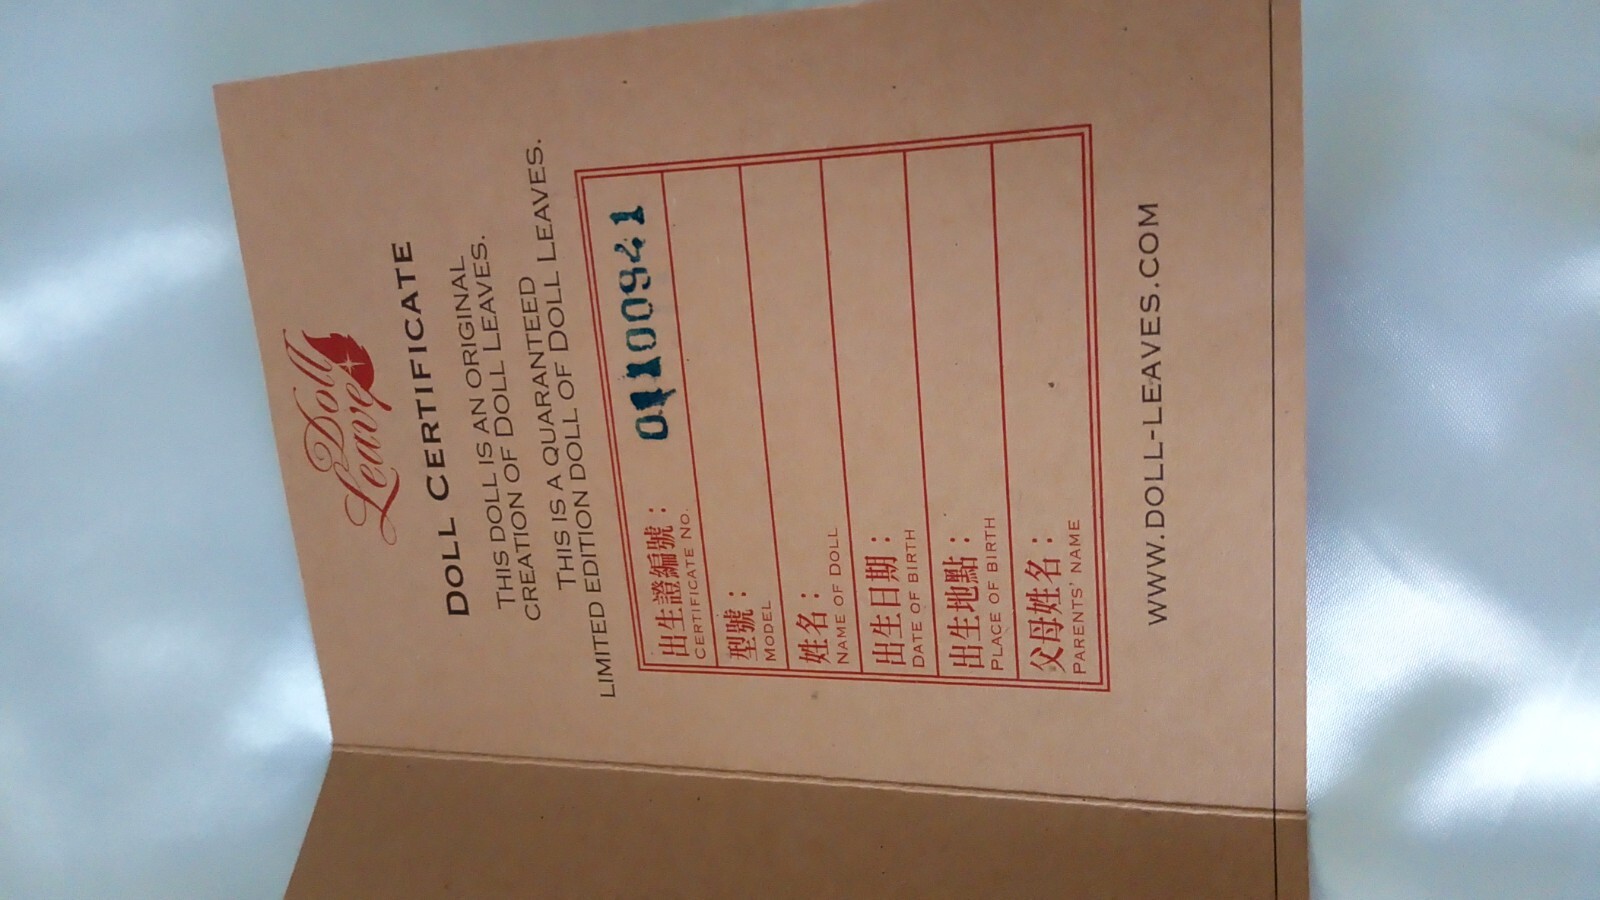 Doll
Leaves
DOLL CERTIFICATE
THIS DOLL IS AN ORIGINAL
CREATION OF DOLL LEAVES.
THIS IS A QUARANTEED
LIMITED EDITION DOLL OF DOLL LEAVES.
出生證編號：
CERTIFICATE NO.
型號：
MODEL
姓名：
NAME OF DOLL
出生日期：
DATE OF BIRTH
出生地點：
PLACE OF BIRTH
父母姓名：
PARENTS' NAME
WWW.DOLL-LEAVES.COM